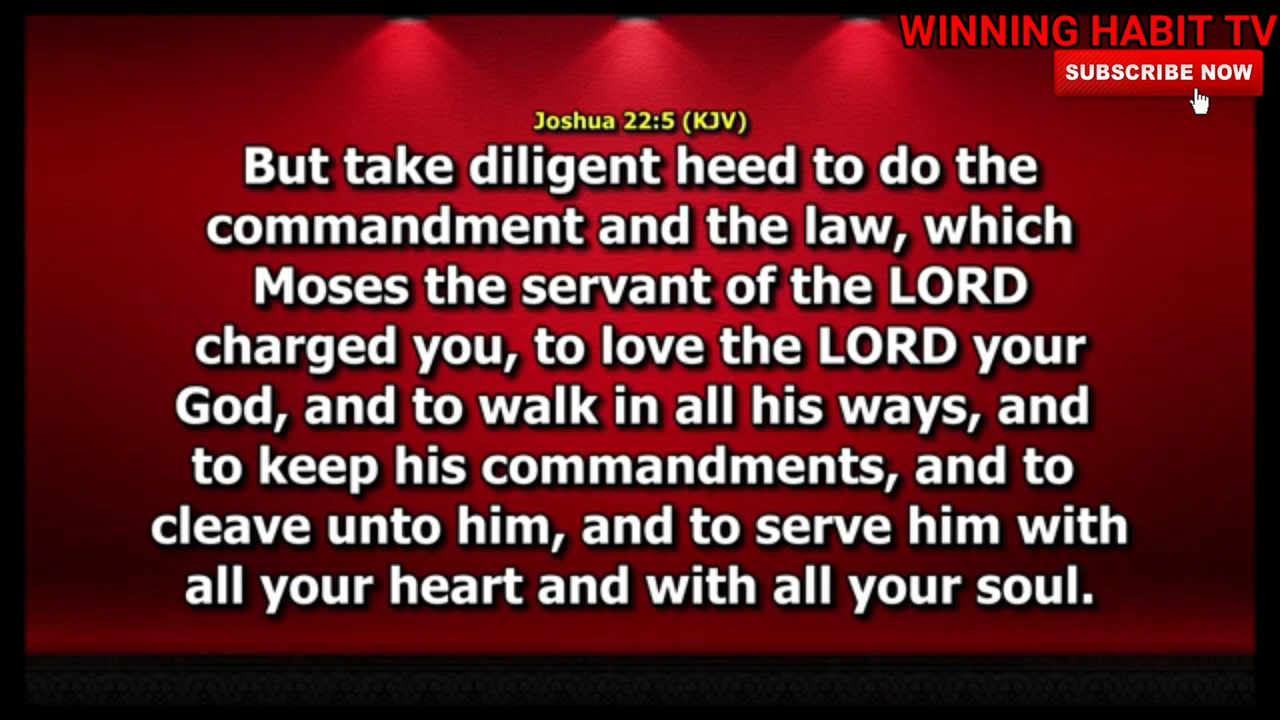 WINNING HABIT TV
SUBSCRIBE NOW
Joshua 22:5 (KJV)
But take diligent heed to do the
commandment and the law, which
Moses the servant of the LORD
charged you, to love the LORD your
God, and to walk in all his ways, and
to keep his commandments, and to
cleave unto him, and to serve him with
all your heart and with all your soul.